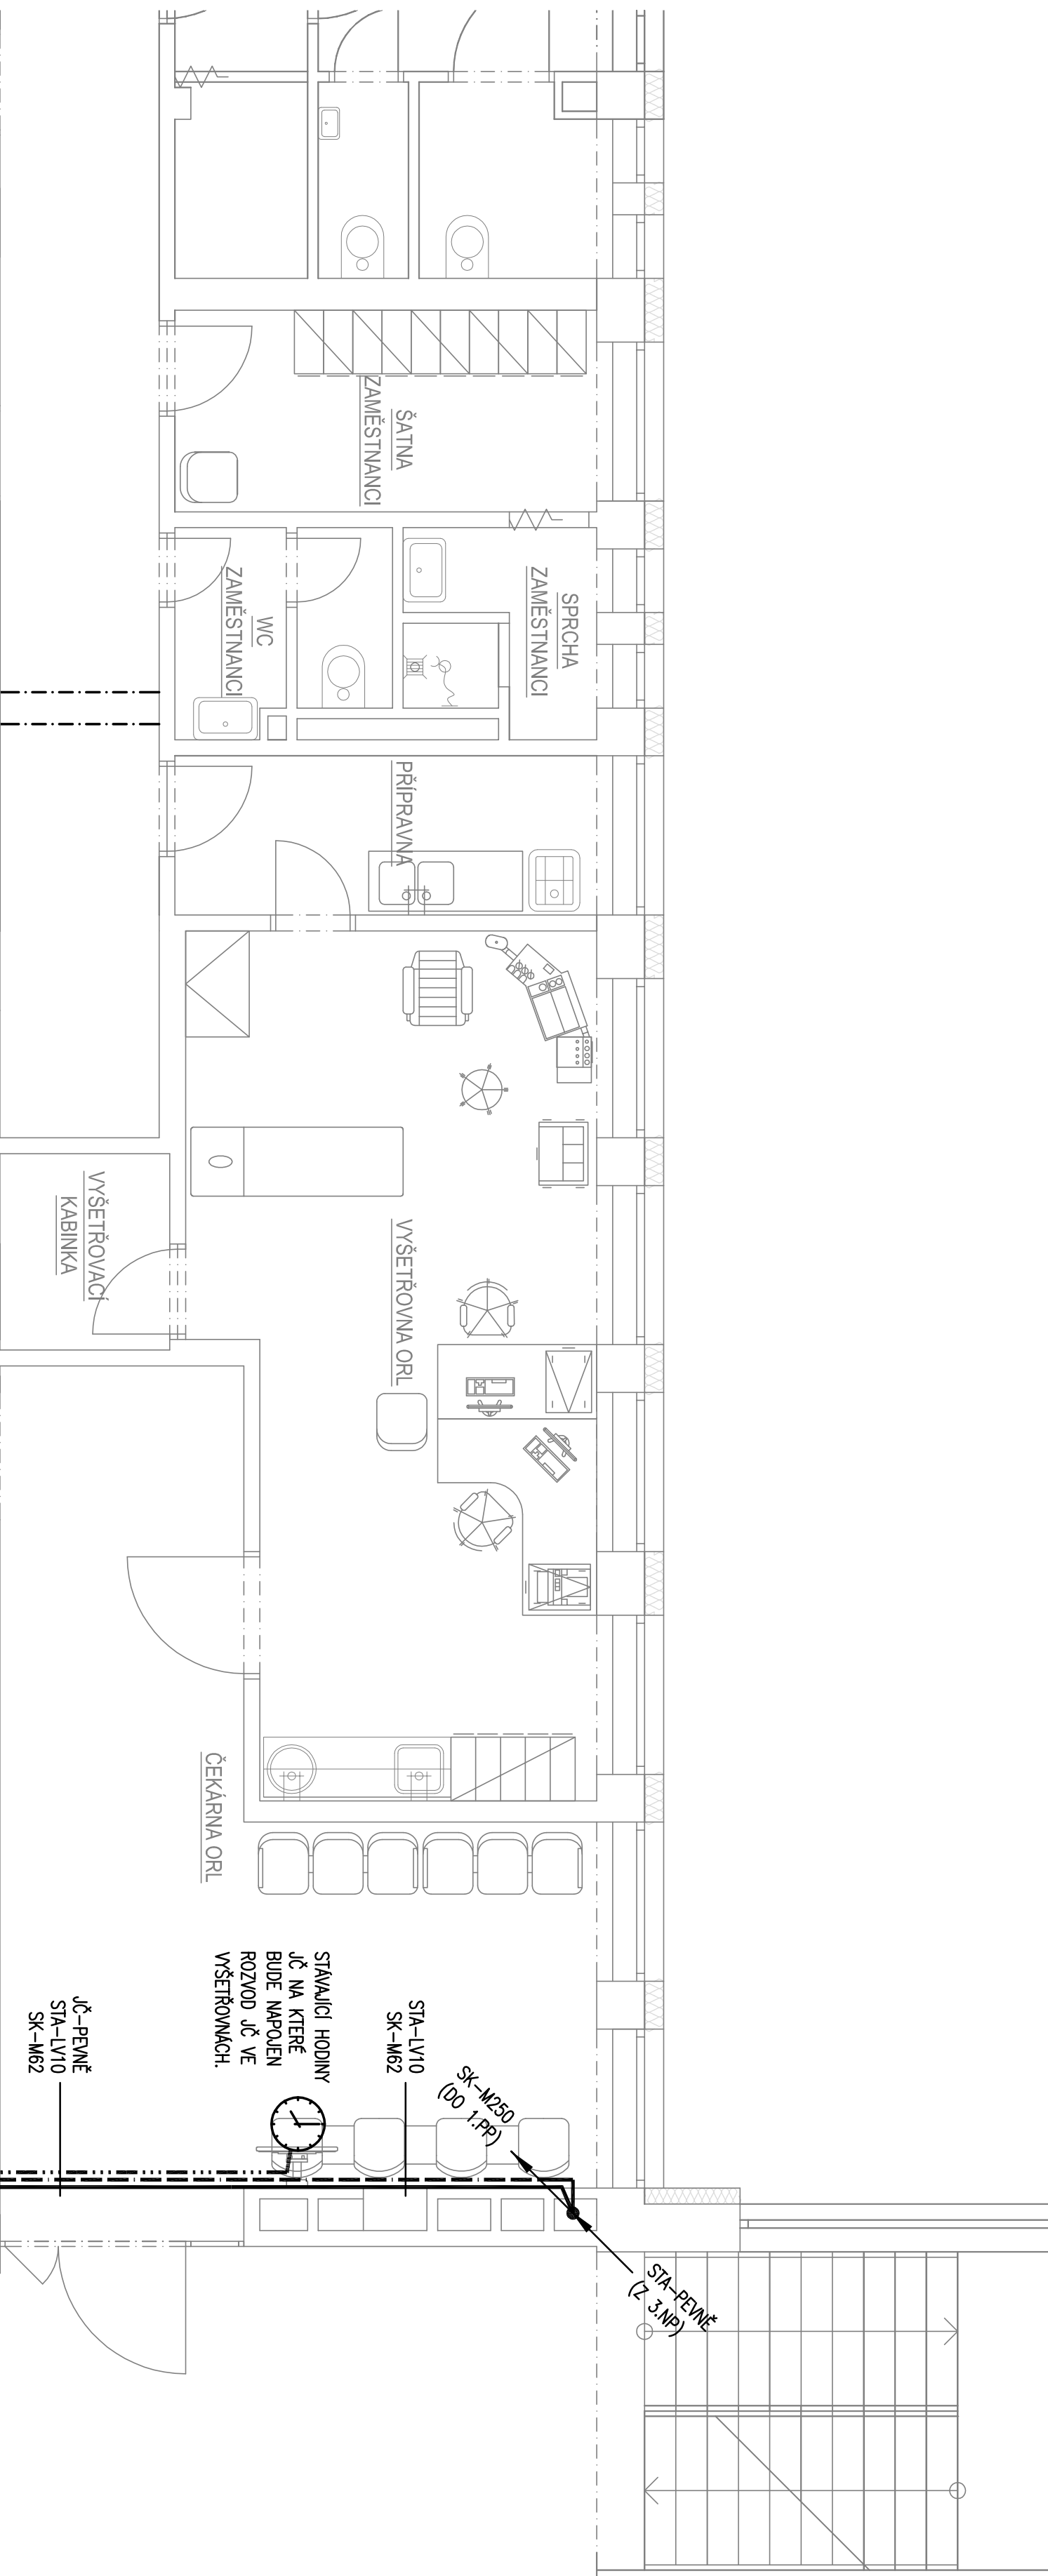 ŠATNA
ZAMĚSTNANCI
SPRCHA
ZAMĚSTNANCI
WC
ZAMĚSTNANCI
PŘÍPRAVNA
VYŠETŘOVACÍ
KABINKA
VYŠETŘOVNA ORL
ČEKÁRNA ORL
STÁVAJÍCÍ HODINY
JČ NA KTERÉ
BUDE NAPOJEN
ROZVOD JČ VE
VYŠETŘOVNÁCH.
STA-LV10
SK-M62
JČ-PEVNĚ
STA-LV10
SK-M62
SK-M250
(DO 1.PP)
STA-PEVNĚ
(Z 3.NP)